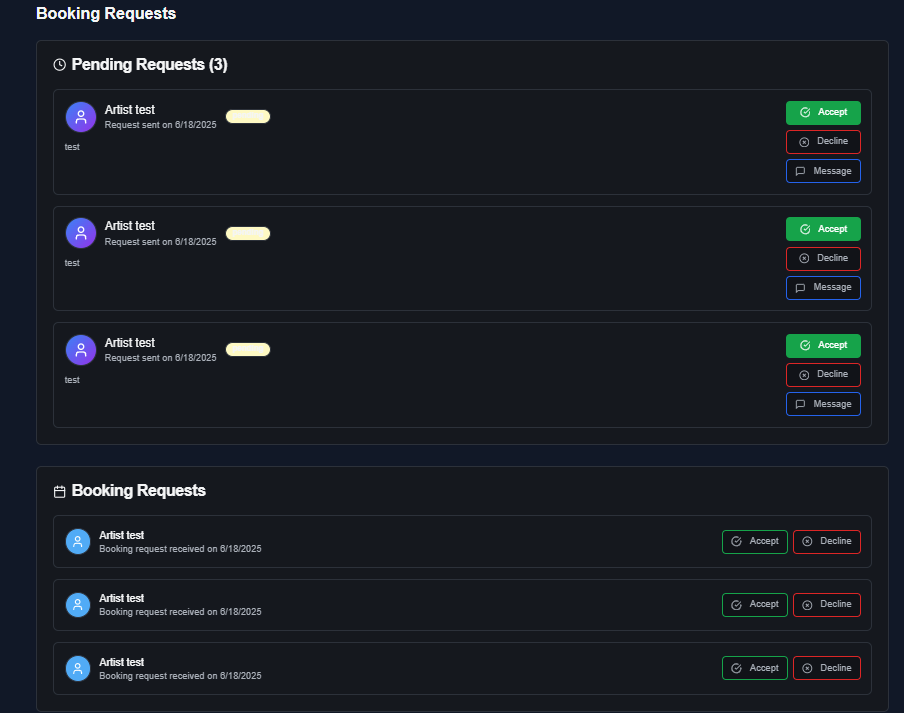 Booking Requests
Pending Requests (3)
Artist test
Request sent on 6/18/2025
test
Accept
Decline
Message
Artist test
Request sent on 6/18/2025
test
Accept
Decline
Message
Artist test
Request sent on 6/18/2025
test
Accept
Decline
Message
Booking Requests
Artist test
Booking request received on 6/18/2025
Accept Decline
Artist test
Booking request received on 6/18/2025
Accept Decline
Artist test
Booking request received on 6/18/2025
Accept Decline